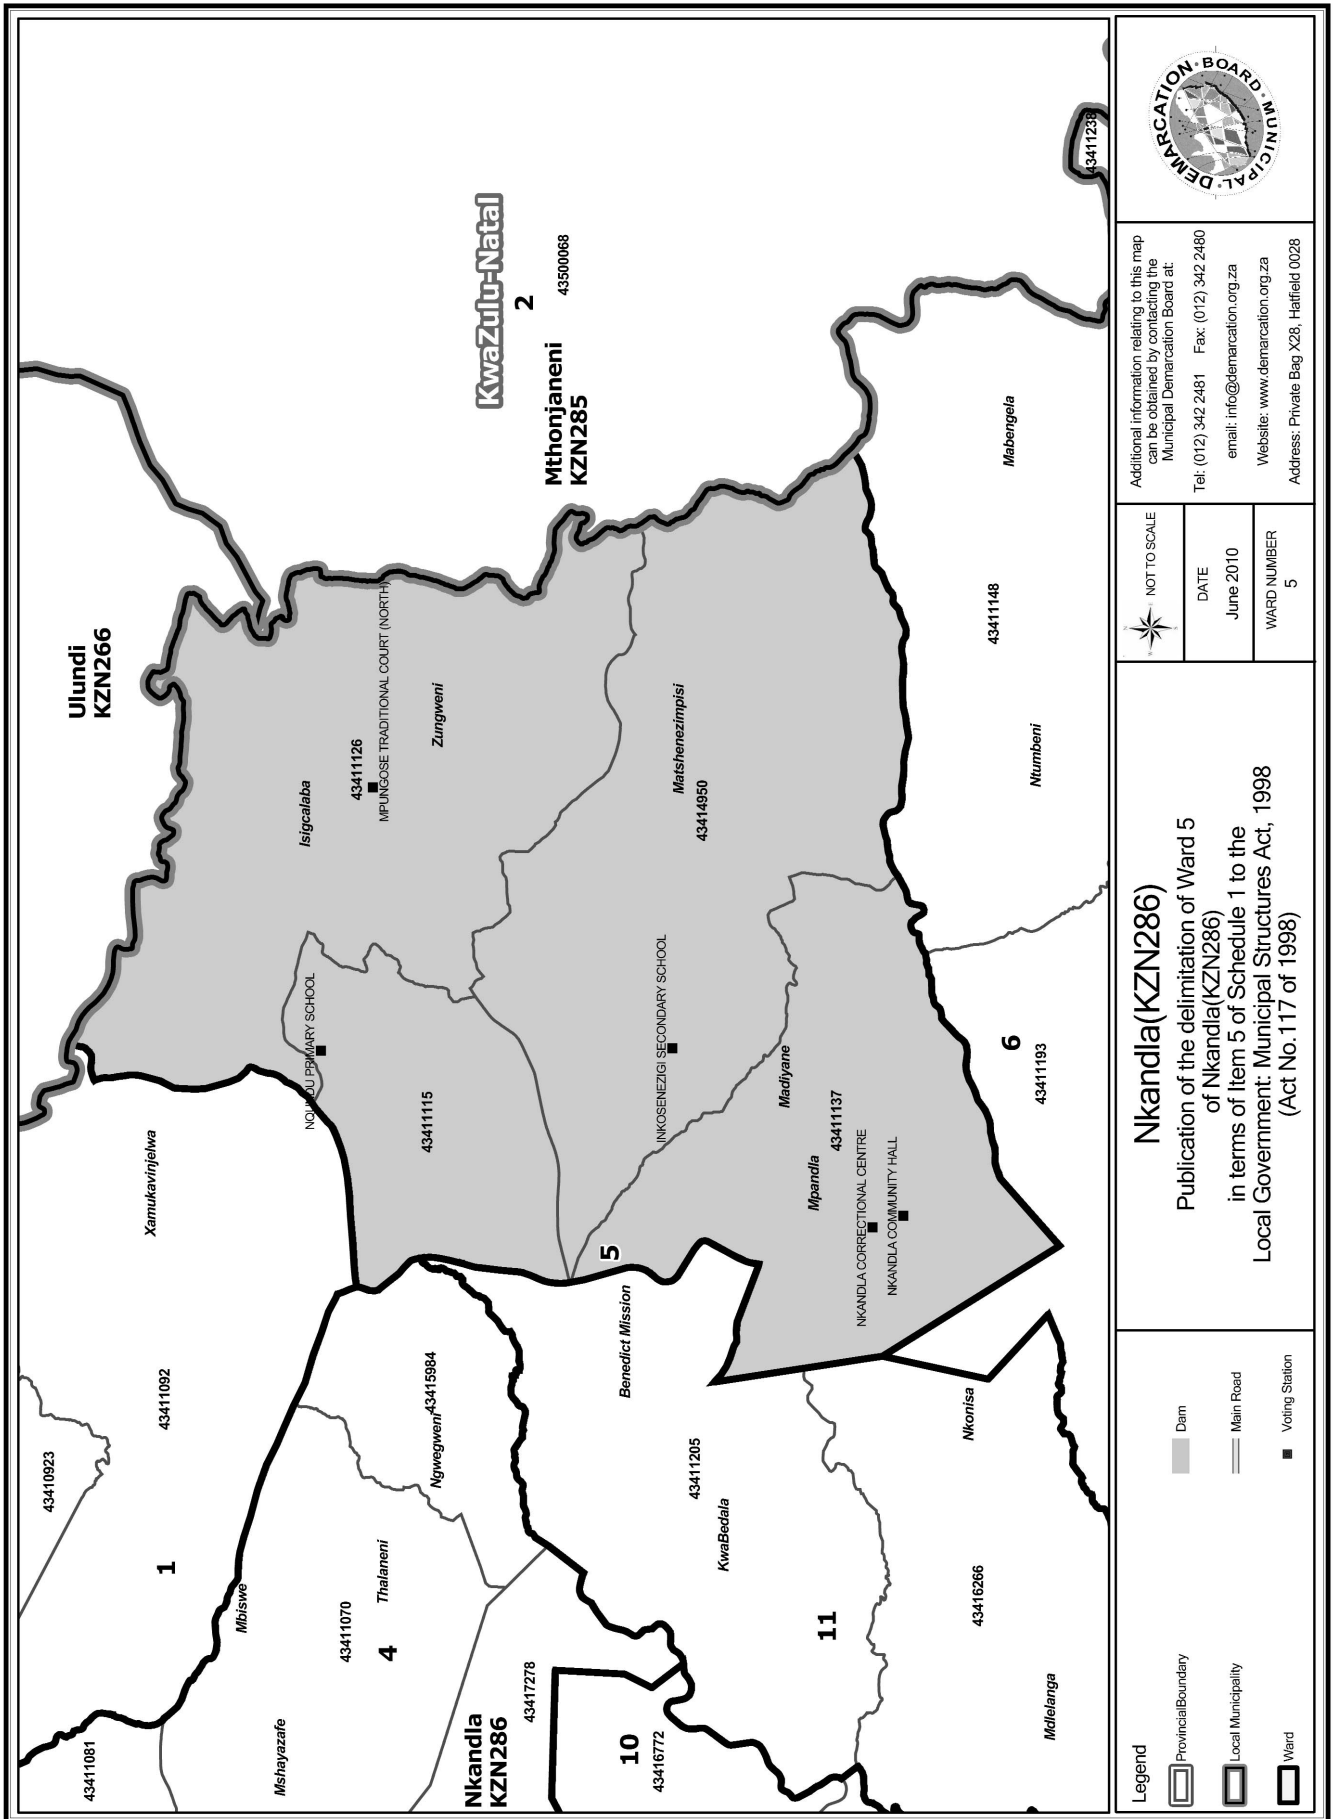 43410923
43411081
1
43411092
Xamukavinjelwa
Ulundi
KZN266
Mbiswe
Mshayazafe
43411070
4
Thalaneni
Ngwegweni
43415984
NQUNDU PRIMARY SCHOOL
Isigcalaba
43411126
MPUNGOSE TRADITIONAL COURT (NORTH)
Zungweni
43411115
KwaZulu-Natal
2
Mthonjaneni
KZN285
43500068
Nkandla
KZN286
43417278
10
43416772
5
Benedict Mission
43411205
KwaBedala
INKOSENEZIGI SECONDARY SCHOOL
Matshenezimpisi
43414950
Madiyane
Mpandla
43411137
NKANDLA CORRECTIONAL CENTRE
NKANDLA COMMUNITY HALL
11
Nkonisa
43416266
Mdlelanga
6
43411193
43411148
Ntumbeni
Mabengela
43411238
Legend
ProvincialBoundary
Local Municipality
Ward
Dam
Main Road
Voting Station
Nkandla(KZN286)
Publication of the delimitation of Ward 5
of Nkandla(KZN286)
in terms of Item 5 of Schedule 1 to the
Local Government: Municipal Structures Act, 1998
(Act No.117 of 1998)
NOT TO SCALE
DATE
June 2010
WARD NUMBER
5
Additional information relating to this map
can be obtained by contacting the
Municipal Demarcation Board at:
Tel: (012) 342 2481 Fax: (012) 342 2480
email: info@demarcation.org.za
Website: www.demarcation.org.za
Address: Private Bag X28, Hatfield 0028
MUNICIPAL • DEMARCATION • BOARD •